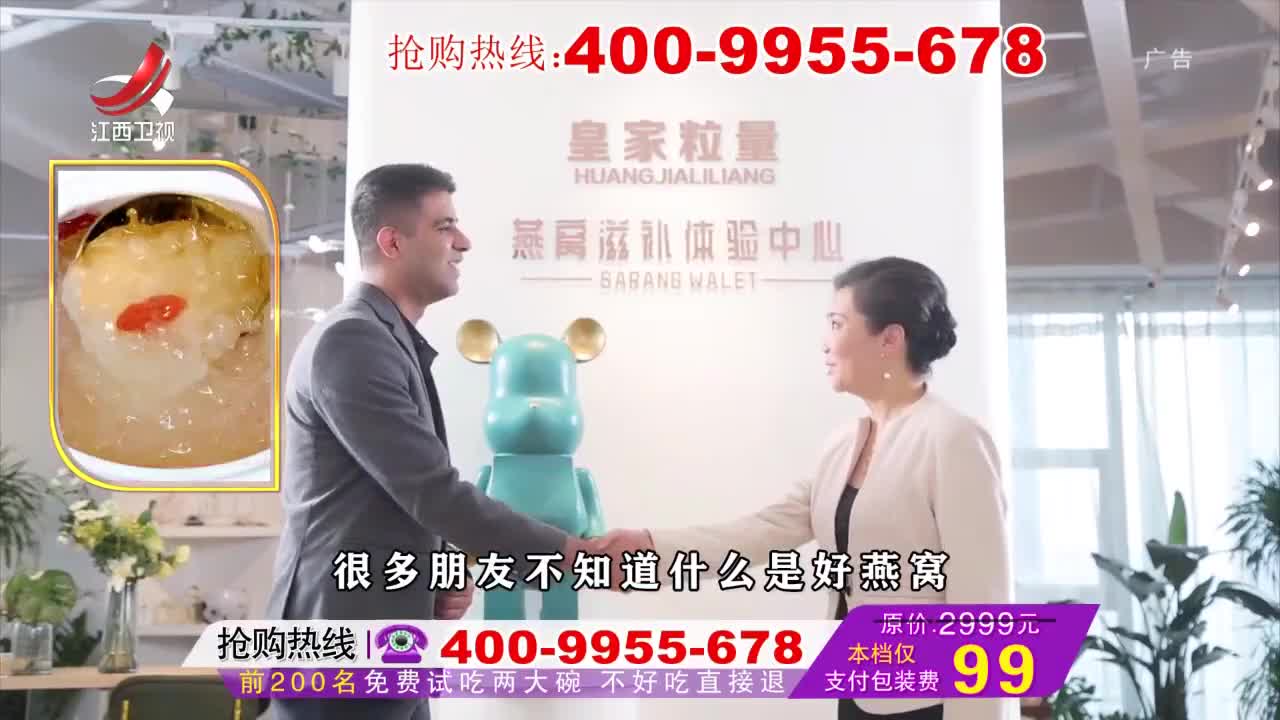 抢购热线:400-9955-678
广告
江西卫视
皇家粒量
HUANGJIALILIANG
燕窝滋补体验中心
SARANG WALET
很多朋友不知道什么是好燕窝
抢购热线 400-9955-678
原价:2999元
本档仅
支付包装费 99
前200名免费试吃两大碗 不好吃直接退